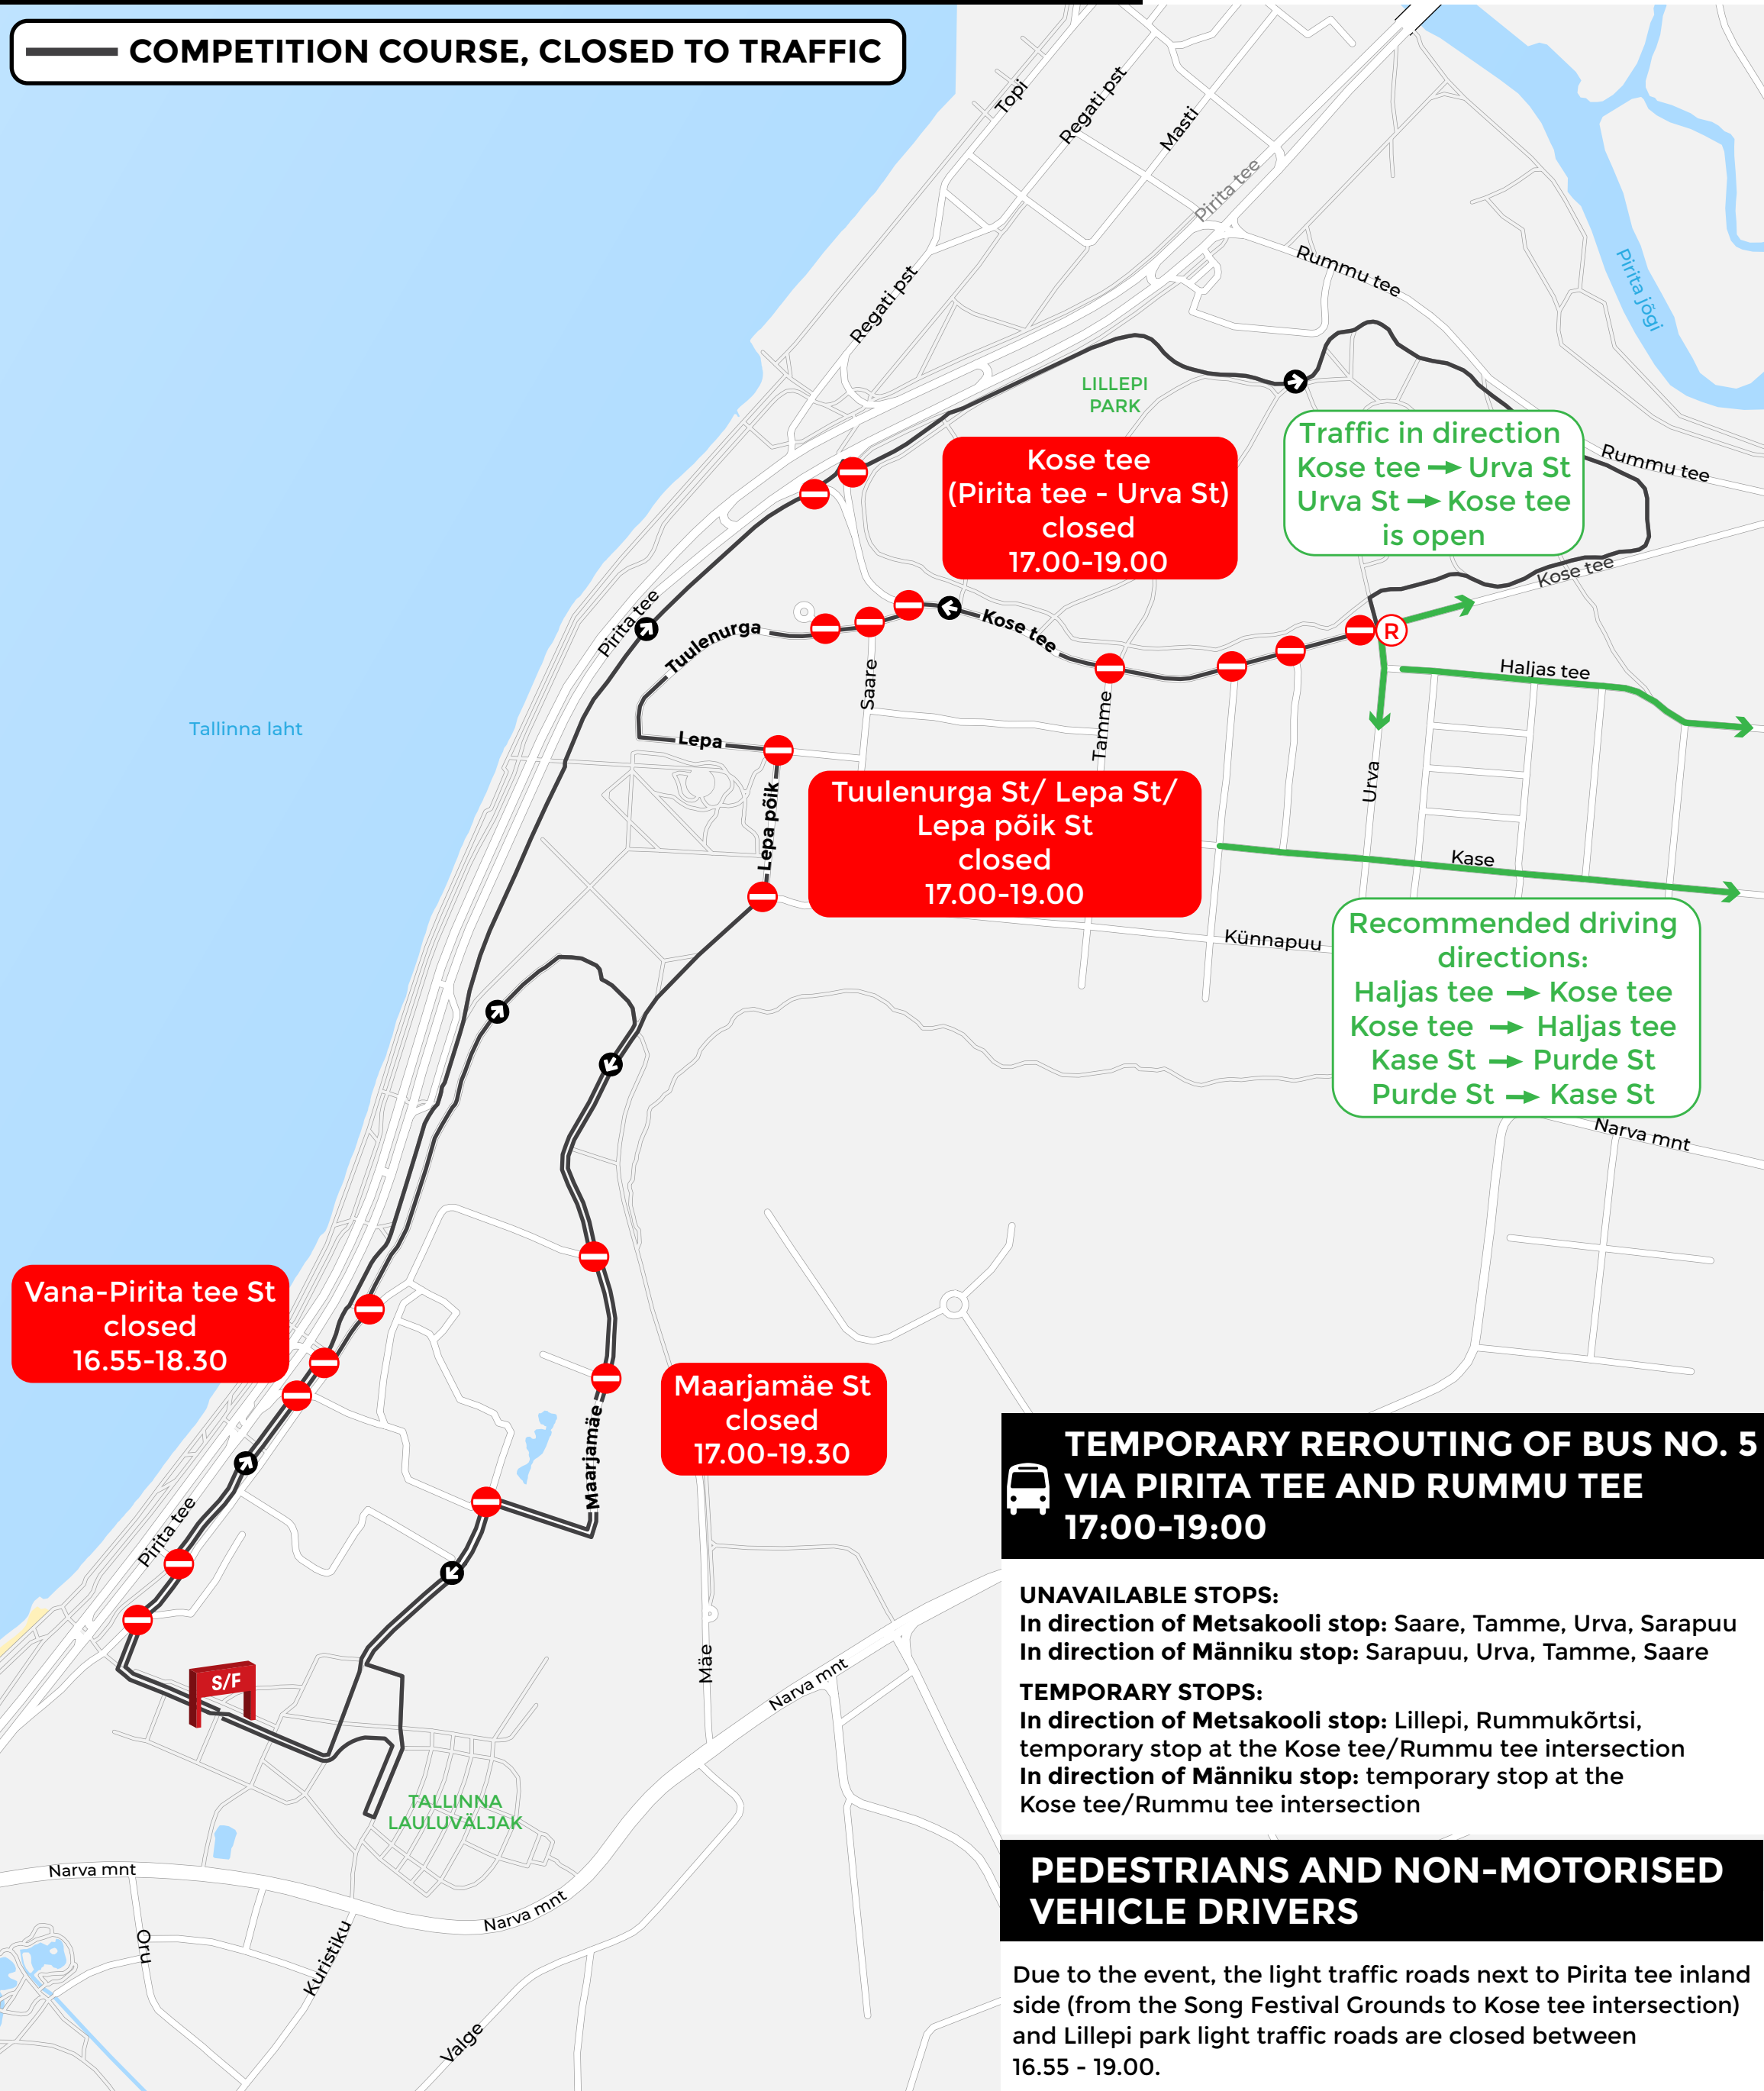 COMPETITION COURSE, CLOSED TO TRAFFIC
Topi
Regati pst
Masti
Pirita tee
Rummu tee
Pirita jõgi
Regati pst
LILLEPI
PARK
Traffic in direction
Kose tee → Urva St
Urva St → Kose tee
is open
Rummu tee
Kose tee
(Pirita tee - Urva St)
closed
17.00-19.00
Kose tee
Pirita tee
Tuulenurga
Kose tee
R
Saare
Tamme
Haljas tee
Tallinna laht
Lepa
Urva
Lepa põik
Tuulenurga St/ Lepa St/
Lepa põik St
closed
17.00-19.00
Kase
Künnapuu
Recommended driving
directions:
Haljas tee → Kose tee
Kose tee → Haljas tee
Kase St → Purde St
Purde St → Kase St
Narva mnt
Vana-Pirita tee St
closed
16.55-18.30
Maarjamäe St
closed
17.00-19.30
Maarjamäe
Pirita tee
S/F
Mäe
Narva mnt
TALLINNA
LAULUVÄLJAK
Narva mnt
Narva mnt
Oru
Kuristiku
Valge
TEMPORARY REROUTING OF BUS NO. 5
VIA PIRITA TEE AND RUMMU TEE
17:00-19:00
UNAVAILABLE STOPS:
In direction of Metsakooli stop: Saare, Tamme, Urva, Sarapuu
In direction of Männiku stop: Sarapuu, Urva, Tamme, Saare
TEMPORARY STOPS:
In direction of Metsakooli stop: Lillepi, Rummukõrtsi,
temporary stop at the Kose tee/Rummu tee intersection
In direction of Männiku stop: temporary stop at the
Kose tee/Rummu tee intersection
PEDESTRIANS AND NON-MOTORISED
VEHICLE DRIVERS
Due to the event, the light traffic roads next to Pirita tee inland
side (from the Song Festival Grounds to Kose tee intersection)
and Lillepi park light traffic roads are closed between
16.55 - 19.00.